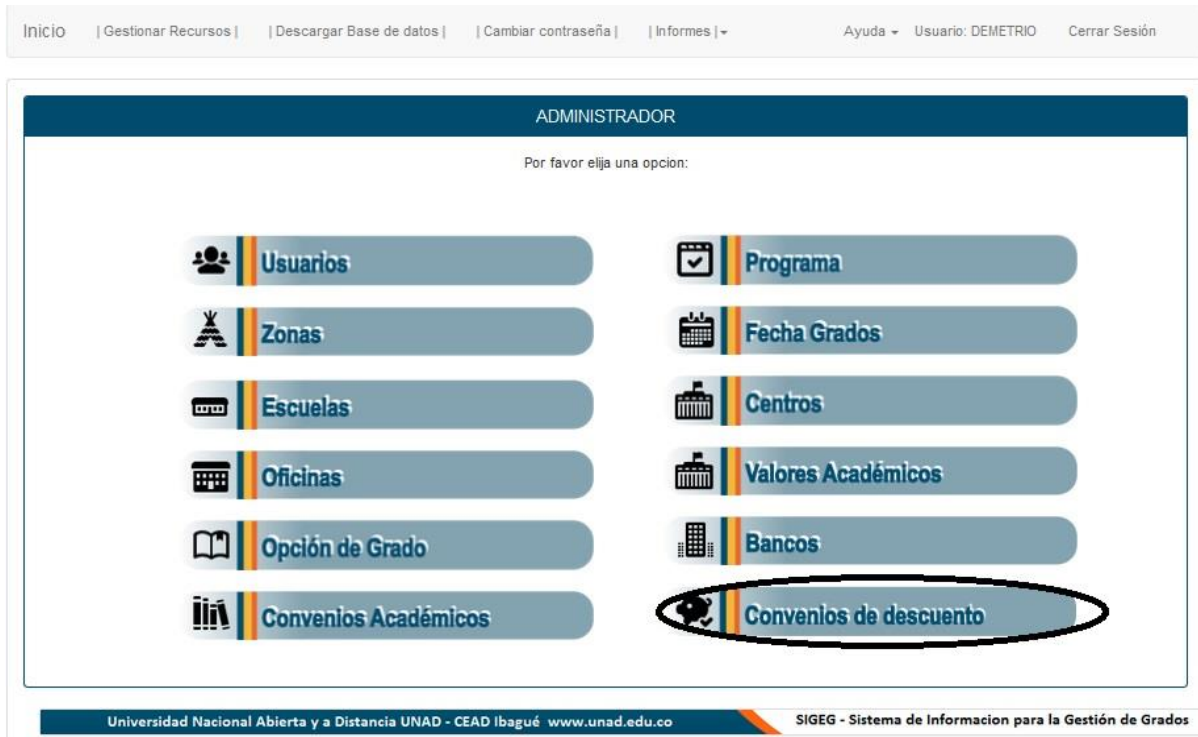 Inicio | Gestionar Recursos | | Descargar Base de datos | | Cambiar contraseña | | Informes | Ayuda Usuario: DEMETRIO Cerrar Sesión
ADMINISTRADOR
Por favor elija una opcion:
Usuarios
Programa
Zonas
Fecha Grados
Escuelas
Centros
Oficinas
Valores Académicos
Opción de Grado
Bancos
Convenios Académicos
Convenios de descuento
Universidad Nacional Abierta y a Distancia UNAD - CEAD Ibagué www.unad.edu.co
SIGEG - Sistema de Informacion para la Gestión de Grados